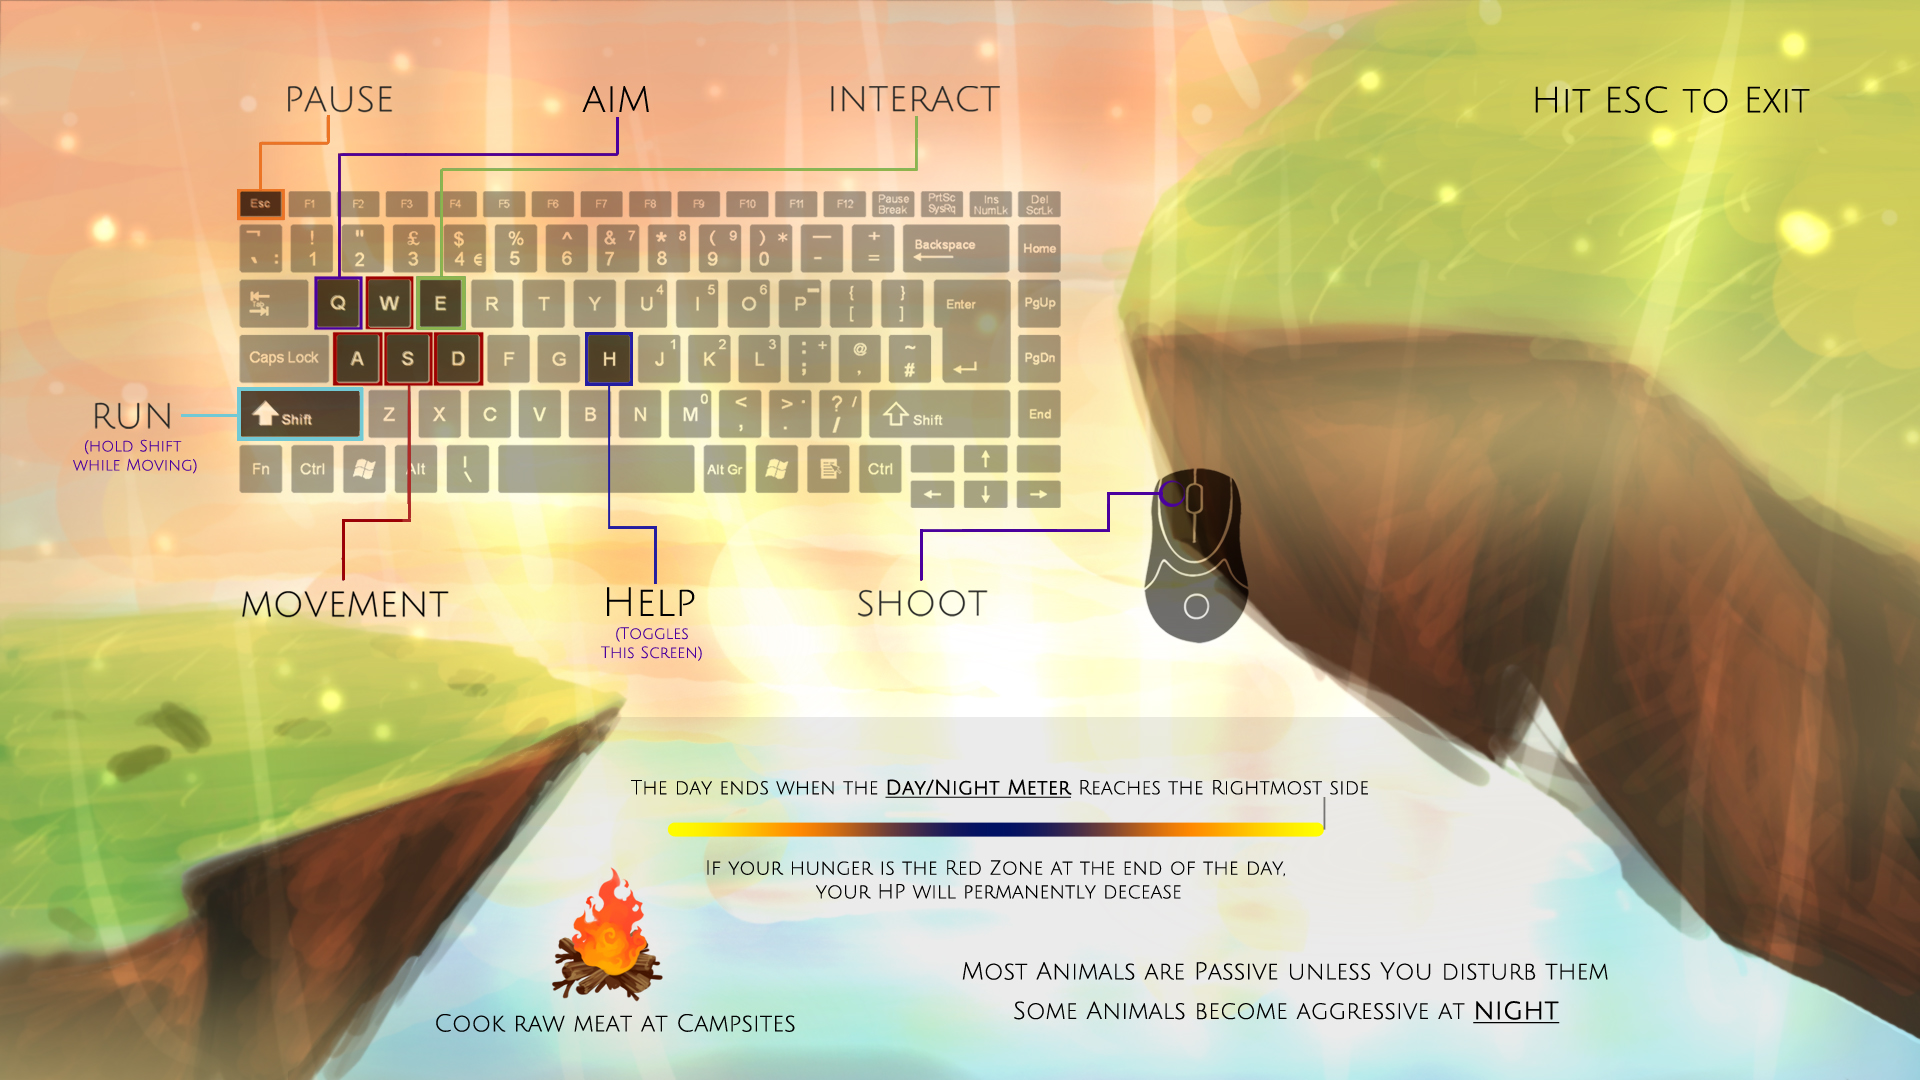 PAUSE AIM INTERACT
HIT ESC TO EXIT
Esc F1 F2 F3 F4 F5 F6 F7 F8 F9 F10 F11 F12 Pause Break PrtSc SysRq Ins NumLk Del ScrLk
¬ ` ¦ ! 1 " 2 £ 3 $ 4 € % 5 ^ 6 & 7 7 * 8 8 ( 9 9 ) 0 * — - + = Backspace Home
Tab Q W E R T Y U 4 I 5 O 6 P - { [ } ] Enter PgUp
Caps Lock A S D F G H J 1 K 2 L 3 : ; + @ ' ~ # PgDn
RUN
(HOLD SHIFT
WHILE MOVING)
Shift Z X C V B N M 0 < , > . . ? / / Shift End
Fn Ctrl Alt | \ Alt Gr Ctrl
MOVEMENT
HELP
(TOGGLES
THIS SCREEN)
SHOOT
THE DAY ENDS WHEN THE DAY/NIGHT METER REACHES THE RIGHTMOST SIDE
IF YOUR HUNGER IS THE RED ZONE AT THE END OF THE DAY,
YOUR HP WILL PERMANENTLY DECEASE
COOK RAW MEAT AT CAMPSITES
MOST ANIMALS ARE PASSIVE UNLESS YOU DISTURB THEM
SOME ANIMALS BECOME AGGRESSIVE AT NIGHT